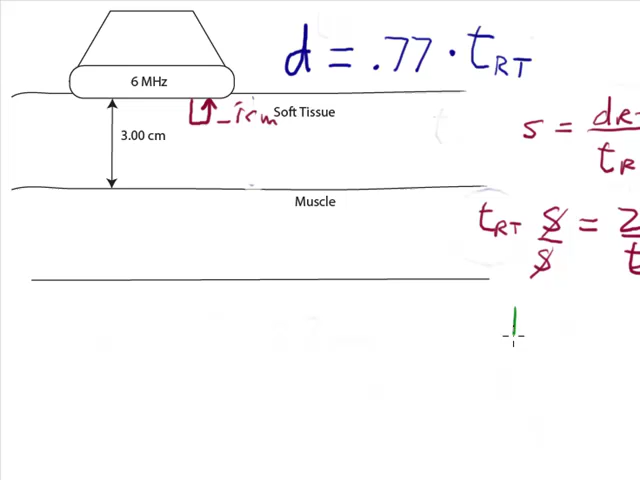 d = .77 · tRT
6 MHz
Soft Tissue
3.00 cm
s = dR
tR
tRT s = 2
s t
Muscle